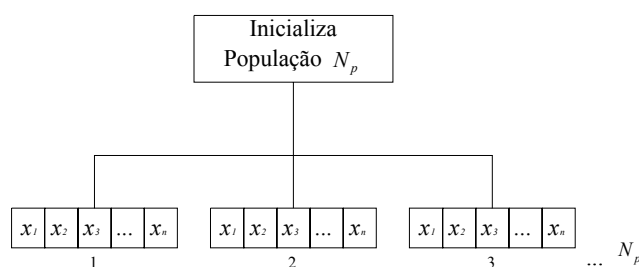 Inicializa
População N_p
x_1 x_2 x_3 ... x_n x_1 x_2 x_3 ... x_n x_1 x_2 x_3 ... x_n
1 2 3 ... N_p